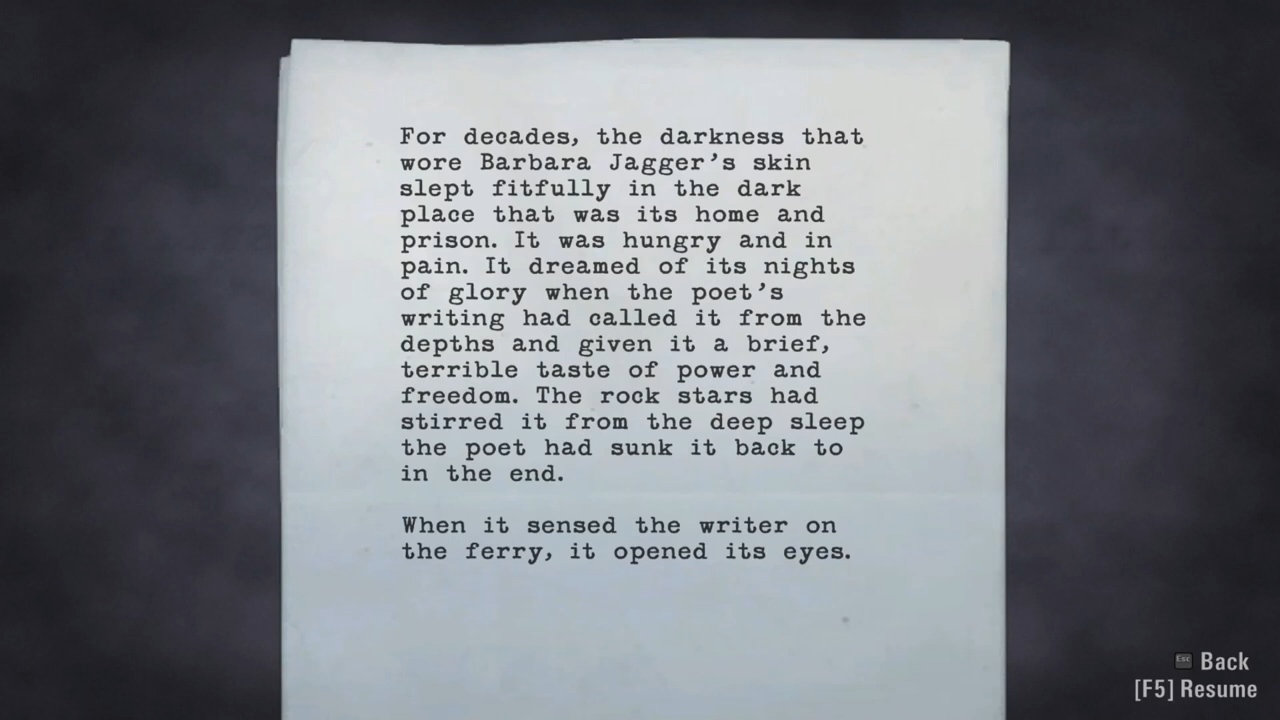 For decades, the darkness that
wore Barbara Jagger's skin
slept fitfully in the dark
place that was its home and
prison. It was hungry and in
pain. It dreamed of its nights
of glory when the poet's
writing had called it from the
depths and given it a brief,
terrible taste of power and
freedom. The rock stars had
stirred it from the deep sleep
the poet had sunk it back to
in the end.
When it sensed the writer on
the ferry, it opened its eyes.
Esc Back
[F5] Resume